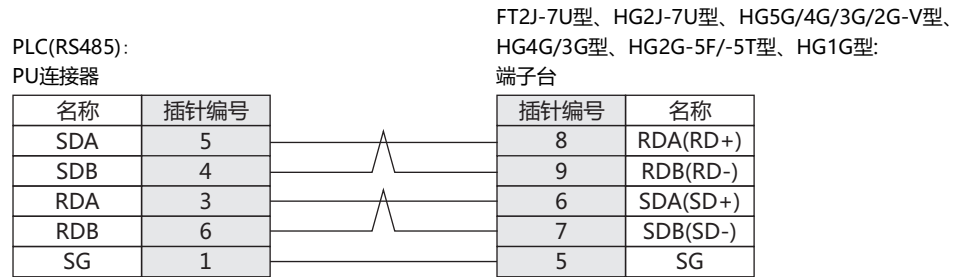 FT2J-7U型、HG2J-7U型、HG5G/4G/3G/2G-V型、
PLC(RS485): HG4G/3G型、HG2G-5F/-5T型、HG1G型:
PU连接器 端子台
名称 插针编号 插针编号 名称
SDA 5 8 RDA(RD+)
SDB 4 9 RDB(RD-)
RDA 3 6 SDA(SD+)
RDB 6 7 SDB(SD-)
SG 1 5 SG